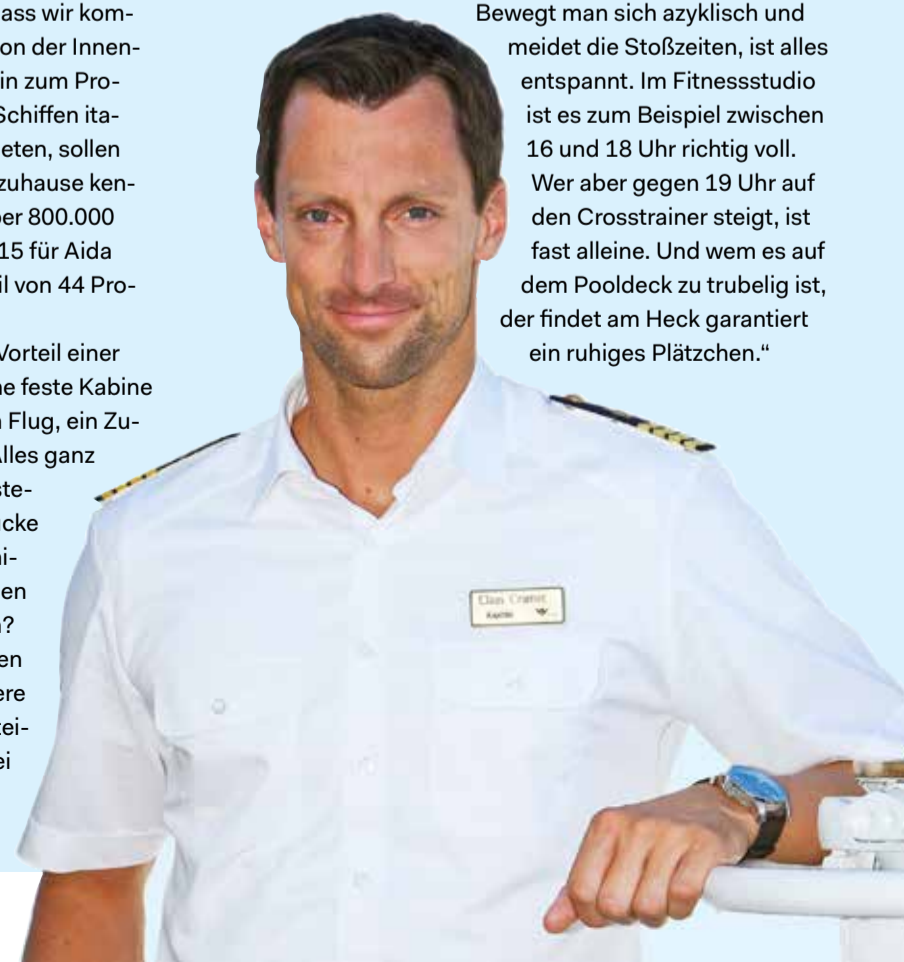 ass wir kom-
on der Innen-
in zum Pro-
Schiffen ita-
eten, sollen
zuhause ken-
er 800.000
15 für Aida
il von 44 Pro-
Vorteil einer
ne feste Kabine
Flug, ein Zu-
lles ganz
ste-
cke
i-
en
?
en
ere
tei-
ei
Bewegt man sich azyklisch und
meidet die Stoßzeiten, ist alles
entspannt. Im Fitnessstudio
ist es zum Beispiel zwischen
16 und 18 Uhr richtig voll.
Wer aber gegen 19 Uhr auf
den Crosstrainer steigt, ist
fast alleine. Und wem es auf
dem Pooldeck zu trubelig ist,
der findet am Heck garantiert
ein ruhiges Plätzchen.“